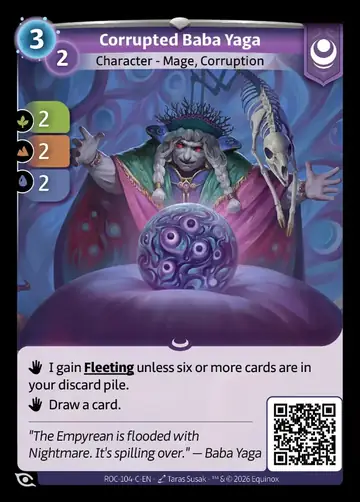 3
Corrupted Baba Yaga
2
Character - Mage, Corruption
2
2
2
I gain Fleeting unless six or more cards are in
your discard pile.
Draw a card.
"The Empyrean is flooded with
Nightmare. It's spilling over." — Baba Yaga
ROC-104-C-EN - Taras Susak - ™ & © 2026 Equinox